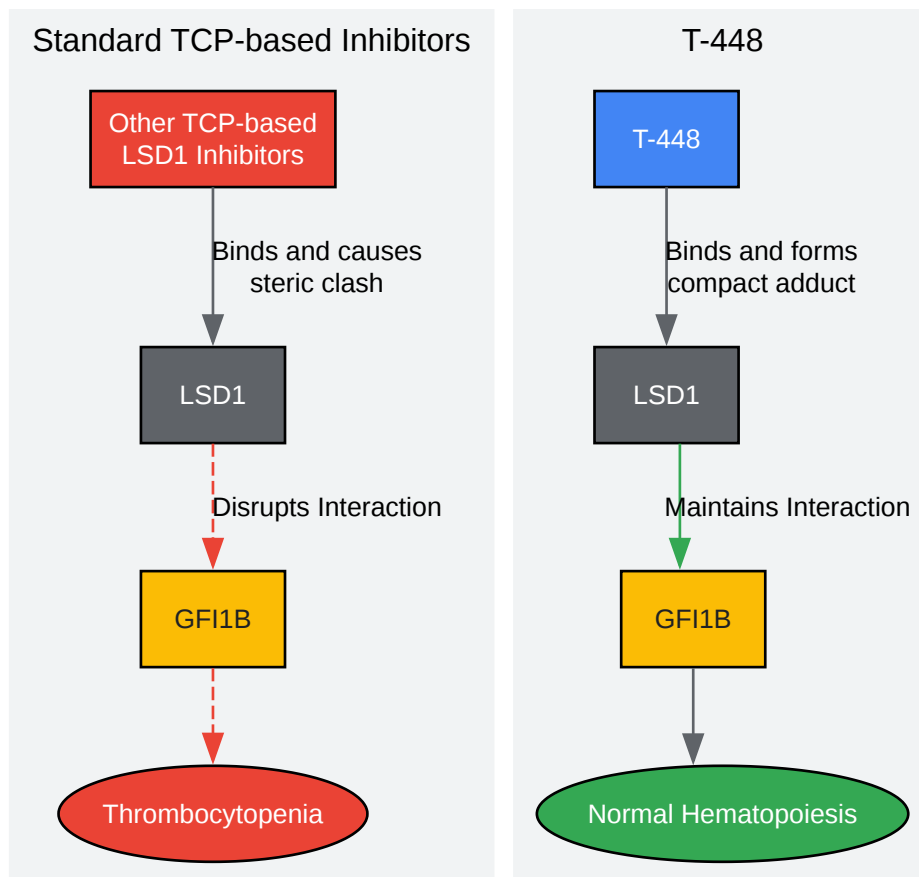 Standard TCP-based Inhibitors
Other TCP-based
LSD1 Inhibitors
Binds and causes
steric clash
LSD1
Disrupts Interaction
GFI1B
Thrombocytopenia
T-448
T-448
Binds and forms
compact adduct
LSD1
Maintains Interaction
GFI1B
Normal Hematopoiesis